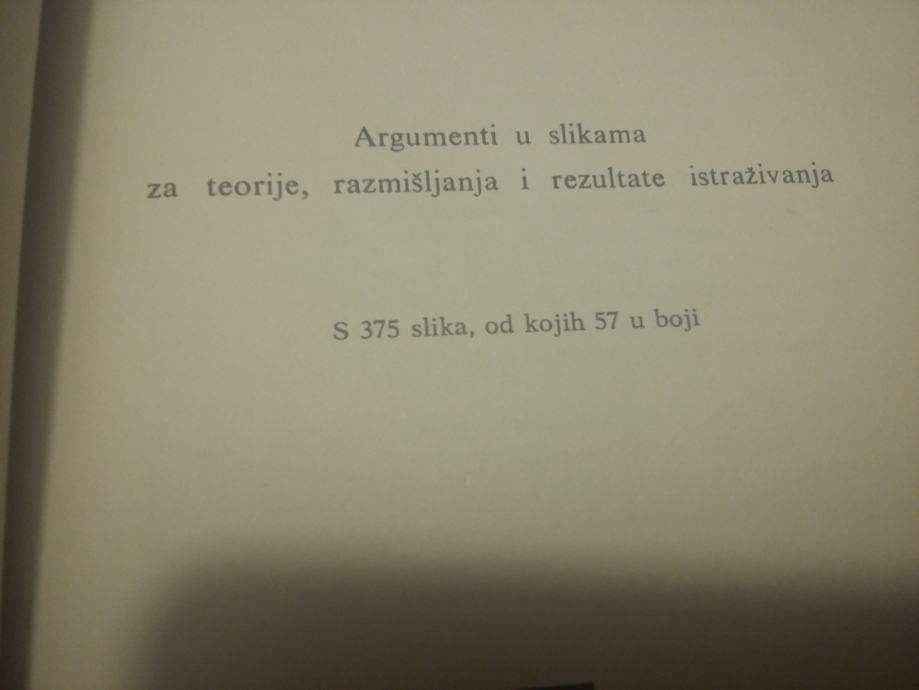 Argumenti u slikama
za teorije, razmišljanja i rezultate istraživanja
S 375 slika, od kojih 57 u boji